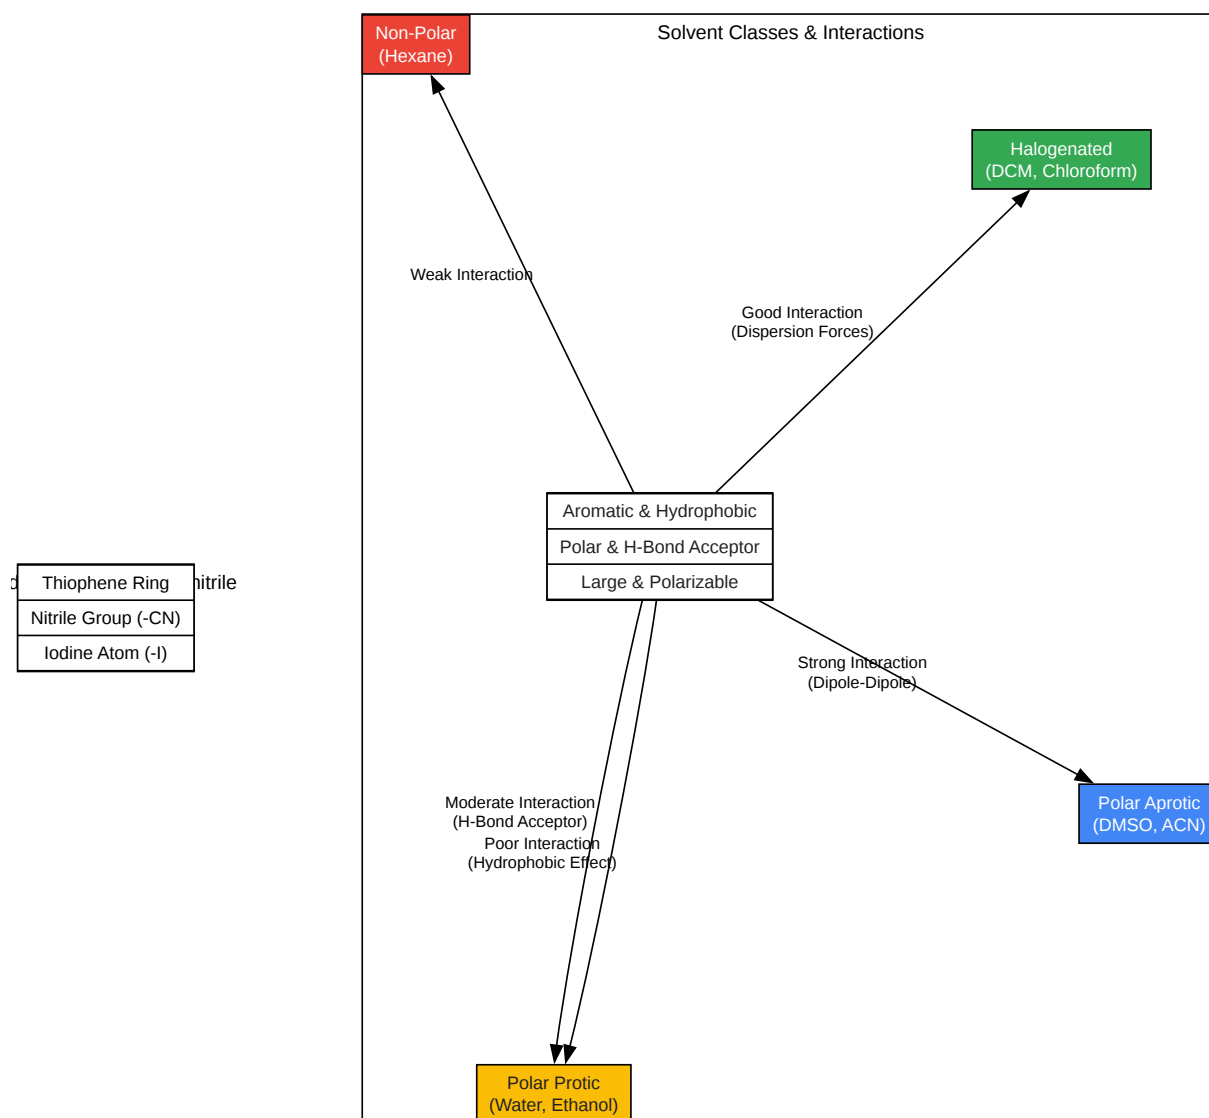 Non-Polar
(Hexane)
Solvent Classes & Interactions
Halogenated
(DCM, Chloroform)
Weak Interaction
Good Interaction
(Dispersion Forces)
Aromatic & Hydrophobic
Polar & H-Bond Acceptor
Large & Polarizable
nitrile
Thiophene Ring
Nitrile Group (-CN)
Iodine Atom (-I)
Strong Interaction
(Dipole-Dipole)
Moderate Interaction
(H-Bond Acceptor)
Poor Interaction
(Hydrophobic Effect)
Polar Aprotic
(DMSO, ACN)
Polar Protic
(Water, Ethanol)